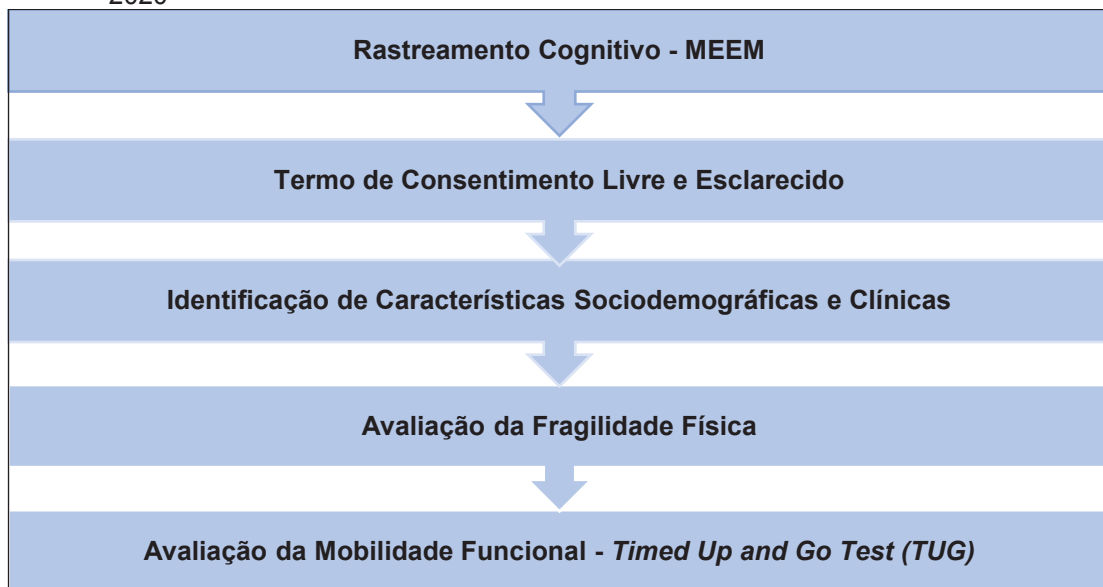 2020
Rastreamento Cognitivo - MEEM
Termo de Consentimento Livre e Esclarecido
Identificação de Características Sociodemográficas e Clínicas
Avaliação da Fragilidade Física
Avaliação da Mobilidade Funcional - Timed Up and Go Test (TUG)